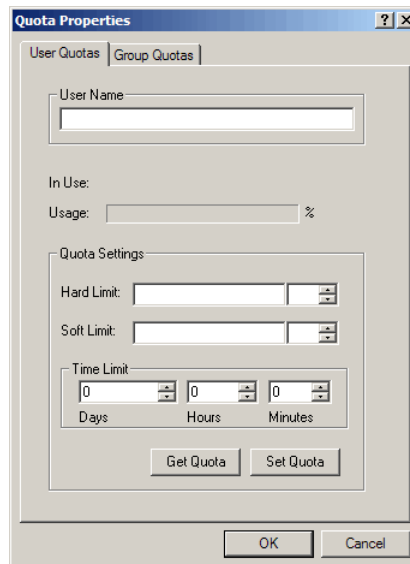 Quota Properties
User Quotas Group Quotas
User Name
In Use:
Usage: %
Quota Settings
Hard Limit:
Soft Limit:
Time Limit
0 0 0
Days Hours Minutes
Get Quota Set Quota
OK Cancel